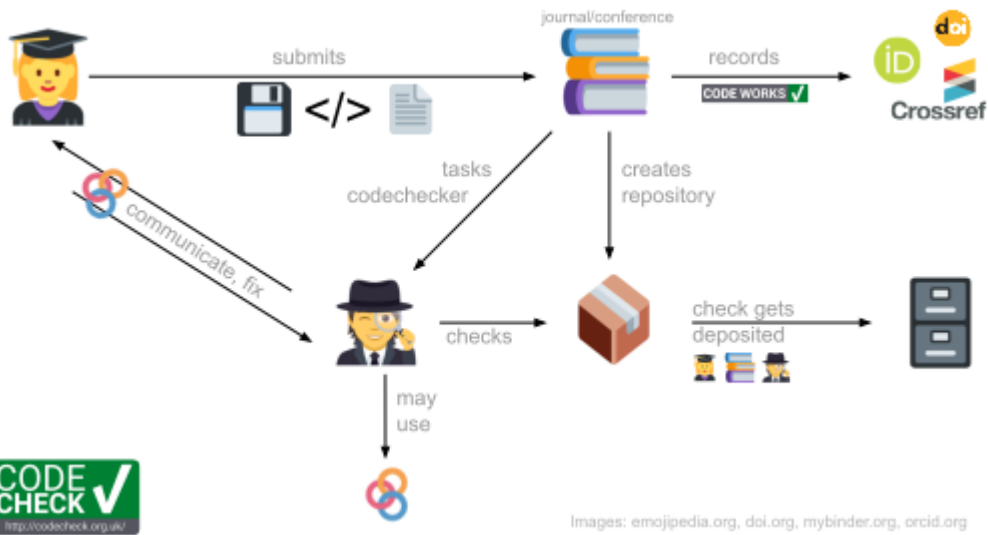 journal/conference
submits
records
doi
iD
CODE WORKS
Crossref
</>
tasks
codechecker
creates
repository
communicate, fix
checks
check gets
deposited
may
use
CODE
CHECK
http://codecheck.org.uk/
Images: emojipedia.org, doi.org, mybinder.org, orcid.org